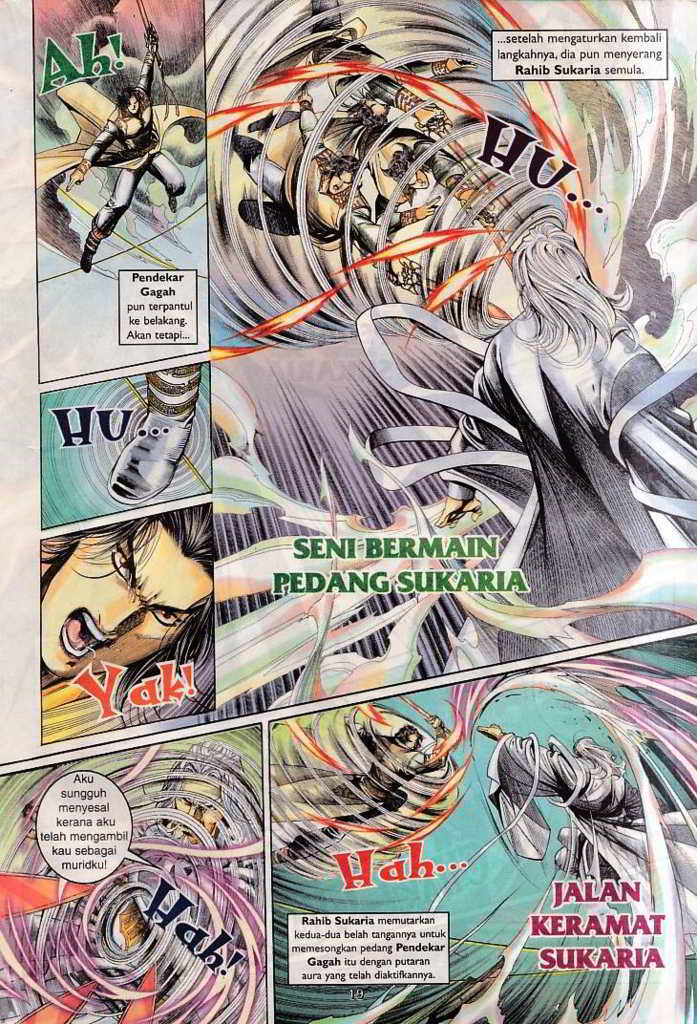 Ah!
Pendekar
Gagah
pun terpantul
ke belakang.
Akan tetapi...
...setelah mengaturkan kembali
langkahnya, dia pun menyerang
Rahib Sukaria semula.
HU...
HU...
Yak!
SENI BERMAIN
PEDANG SUKARIA
Aku
sungguh
menyesal
kerana aku
telah mengambil
kau sebagai
muridku!
Hah!
Hah...
Rahib Sukaria memutarkan
kedua-dua belah tangannya untuk
memesongkan pedang Pendekar
Gagah itu dengan putaran
aura yang telah diaktifkannya.
JALAN
KERAMAT
SUKARIA
19